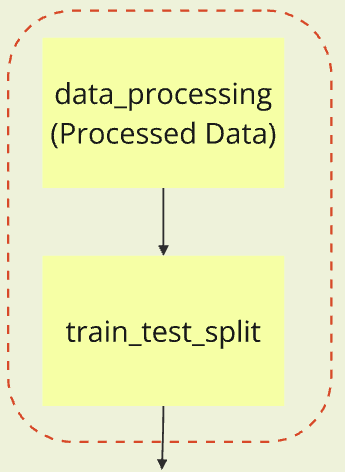 data_processing
(Processed Data)
train_test_split